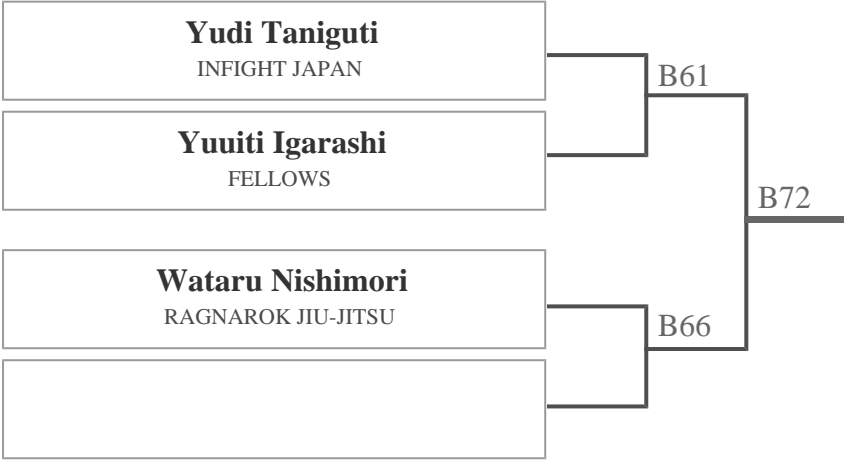 Yudi Taniguti
INFIGHT JAPAN
B61
Yuuiti Igarashi
FELLOWS
B72
Wataru Nishimori
RAGNAROK JIU-JITSU
B66